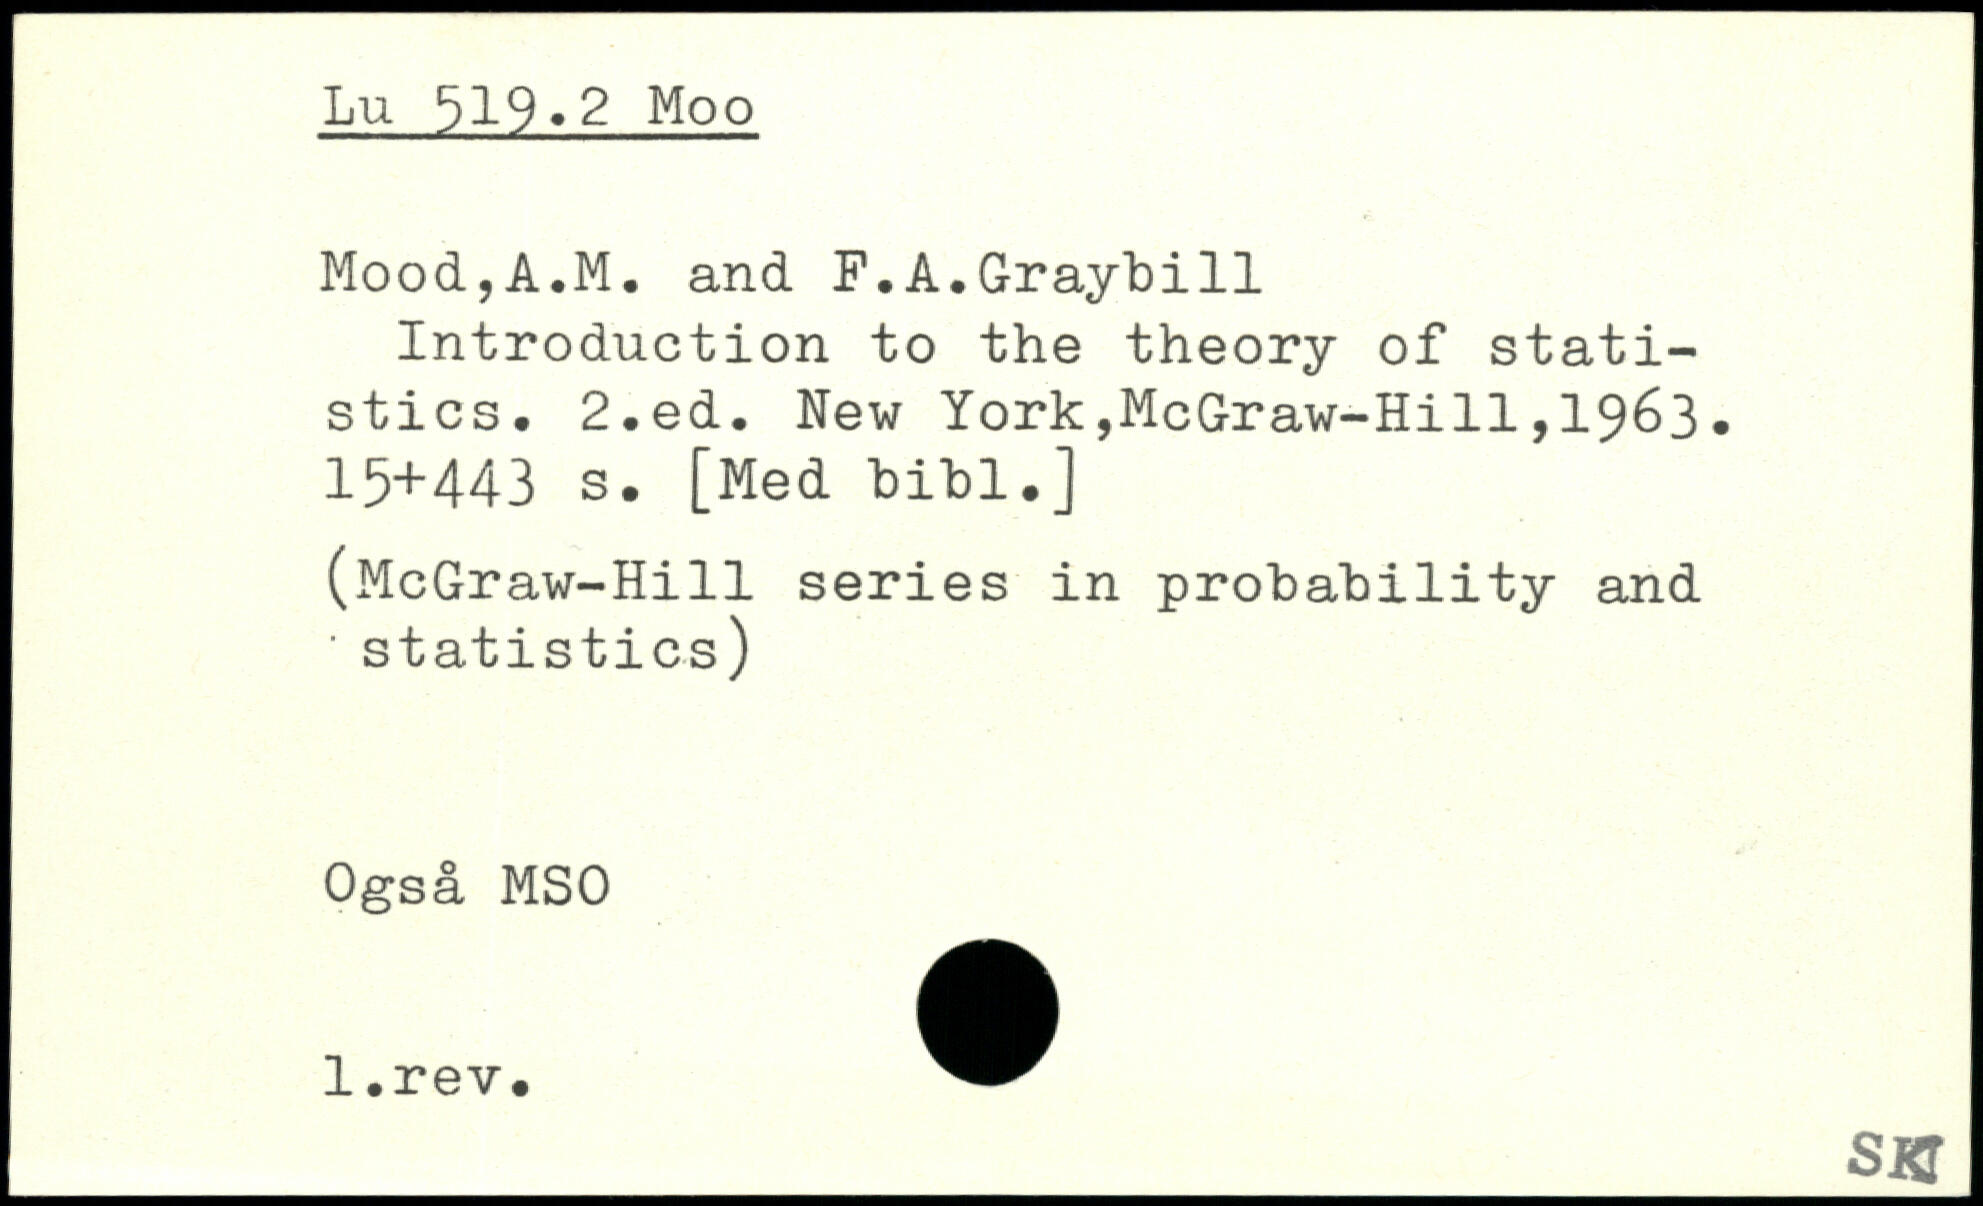 Lu 519.2 Moo
Mood,A.M. and F.A.Graybill
Introduction to the theory of stati-
stics. 2.ed. New York,McGraw-Hill,1963.
15+443 s. [Med bibl.]
(McGraw-Hill series in probability and
statistics)
Også MSO
1.rev.